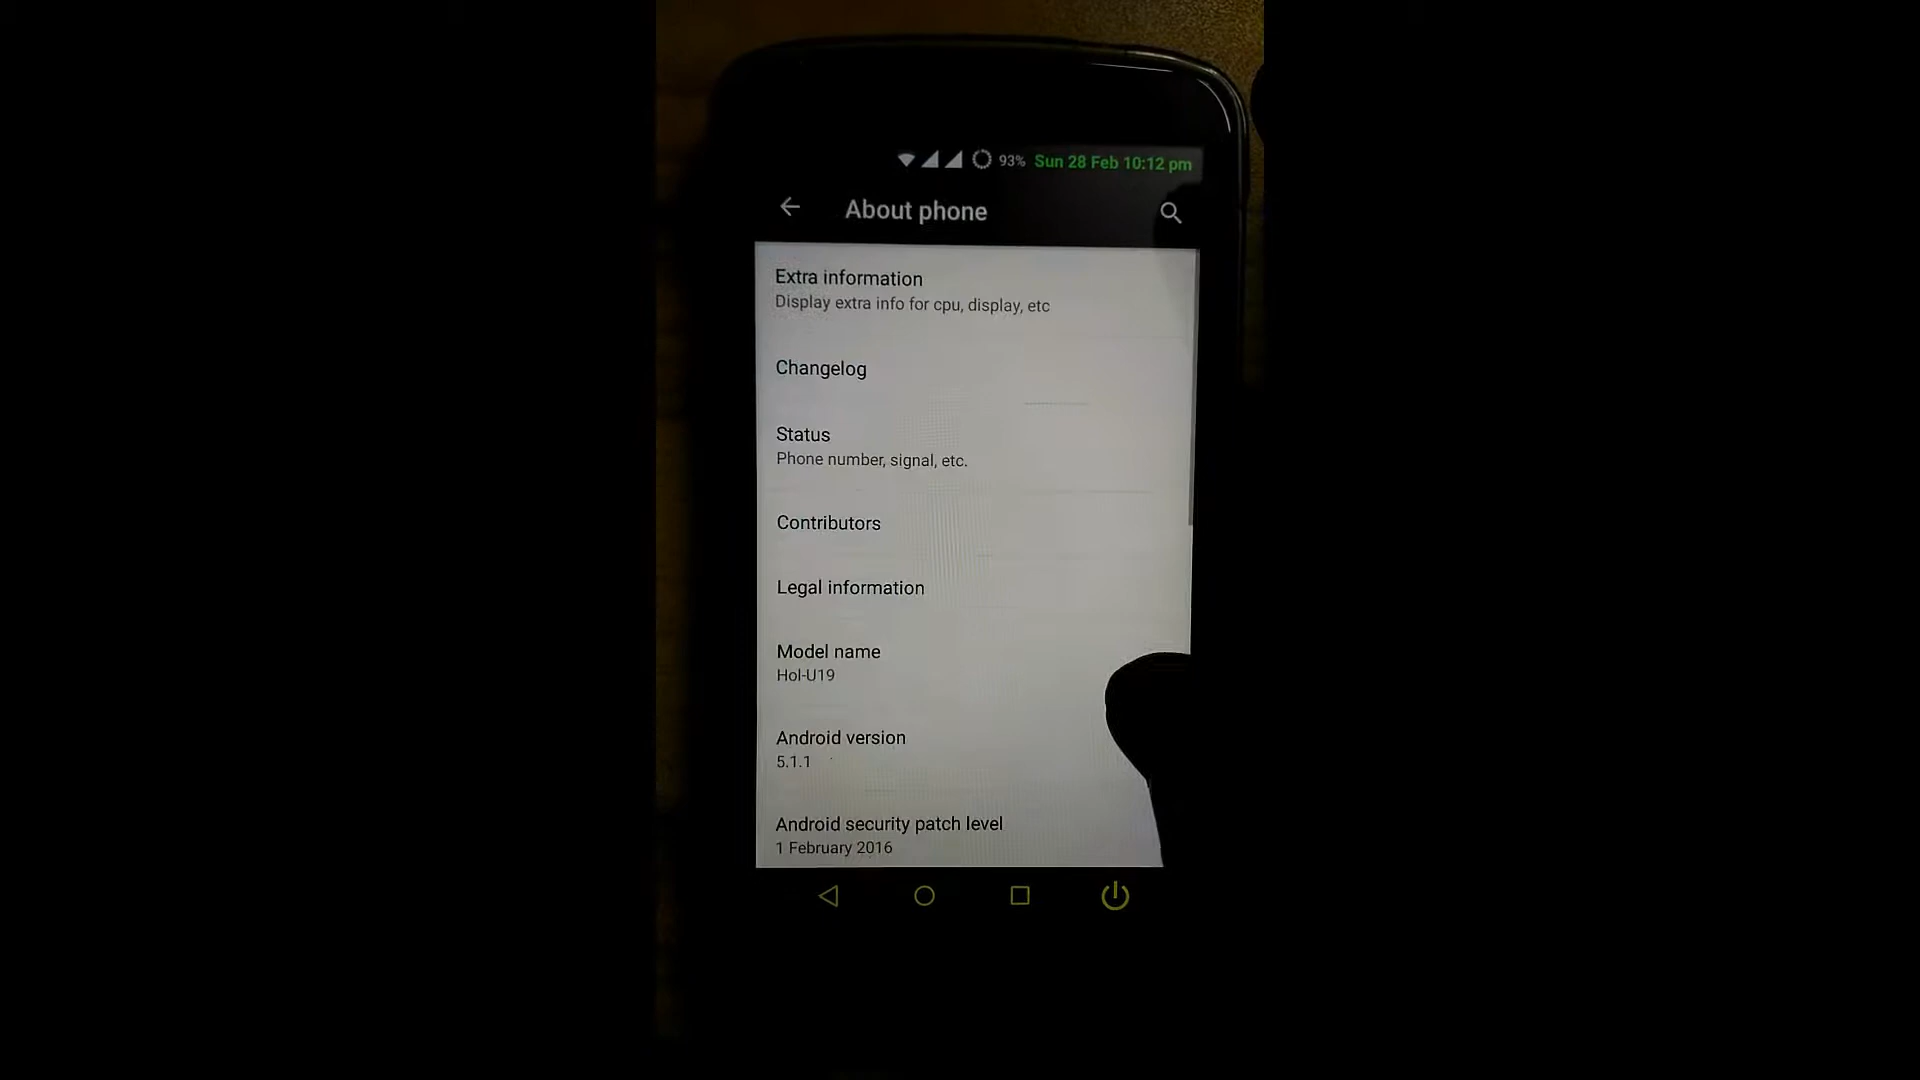 93% Sun 28 Feb 10:12 pm
About phone
Extra information
Display extra info for cpu, display, etc
Changelog
Status
Phone number, signal, etc.
Contributors
Legal information
Model name
Hol-U19
Android version
5.1.1
Android security patch level
1 February 2016